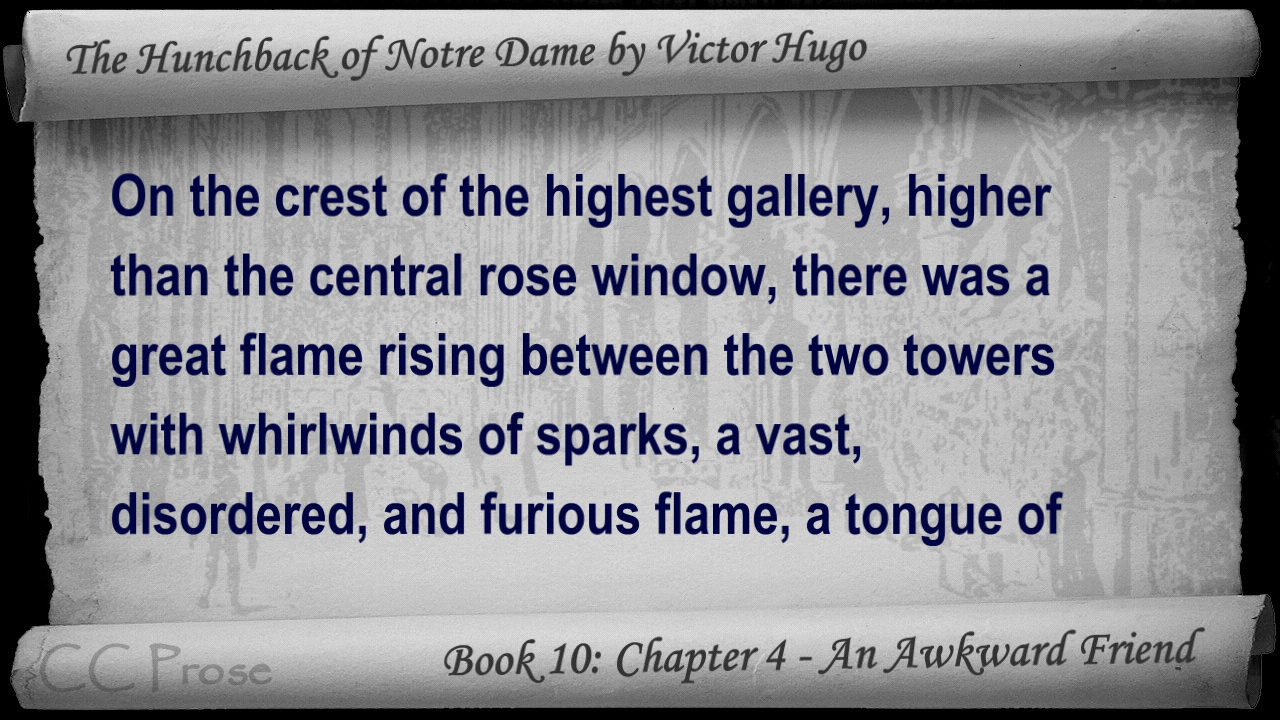 The Hunchback of Notre Dame by Victor Hugo
On the crest of the highest gallery, higher
than the central rose window, there was a
great flame rising between the two towers
with whirlwinds of sparks, a vast,
disordered, and furious flame, a tongue of
CC Prose
Book 10: Chapter 4 - An Awkward Friend